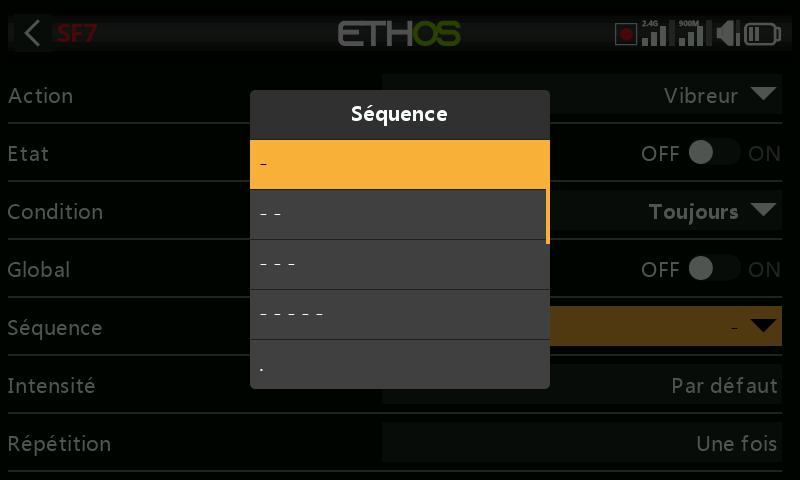 SF7
ETHOS
2.4G 900M
Action Vibreur
Etat OFF ON
Condition Toujours
Global OFF ON
Séquence -
Intensité Par défaut
Répétition Une fois
Séquence
-
- -
- - -
- - - - -
.